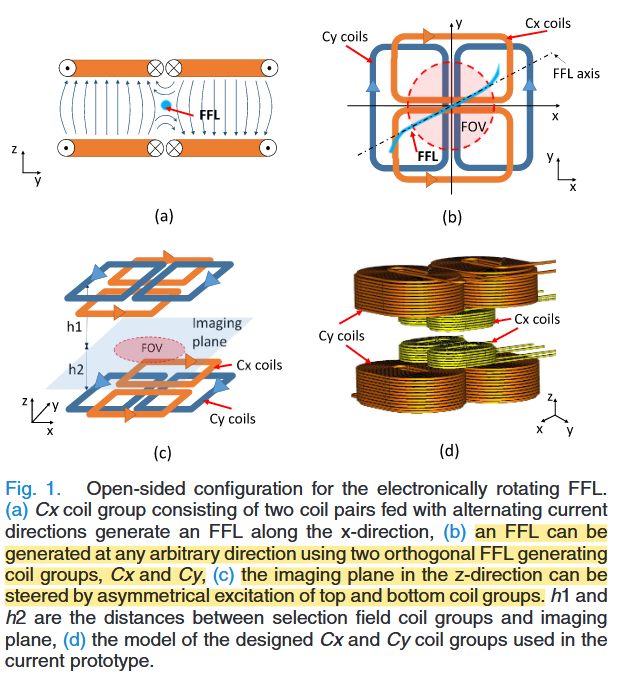 FFL
z
y
(a)
Cy coils
y
Cx coils
FFL axis
x
FOV
FFL
y
x
(b)
h1
Imaging
plane
FOV
h2
Cx coils
Cy coils
z
y
x
(c)
Cx coils
Cy coils
z
x
y
(d)
Fig. 1. Open-sided configuration for the electronically rotating FFL.
(a) Cx coil group consisting of two coil pairs fed with alternating current
directions generate an FFL along the x-direction, (b) an FFL can be
generated at any arbitrary direction using two orthogonal FFL generating
coil groups, Cx and Cy, (c) the imaging plane in the z-direction can be
steered by asymmetrical excitation of top and bottom coil groups. h1 and
h2 are the distances between selection field coil groups and imaging
plane, (d) the model of the designed Cx and Cy coil groups used in the
current prototype.